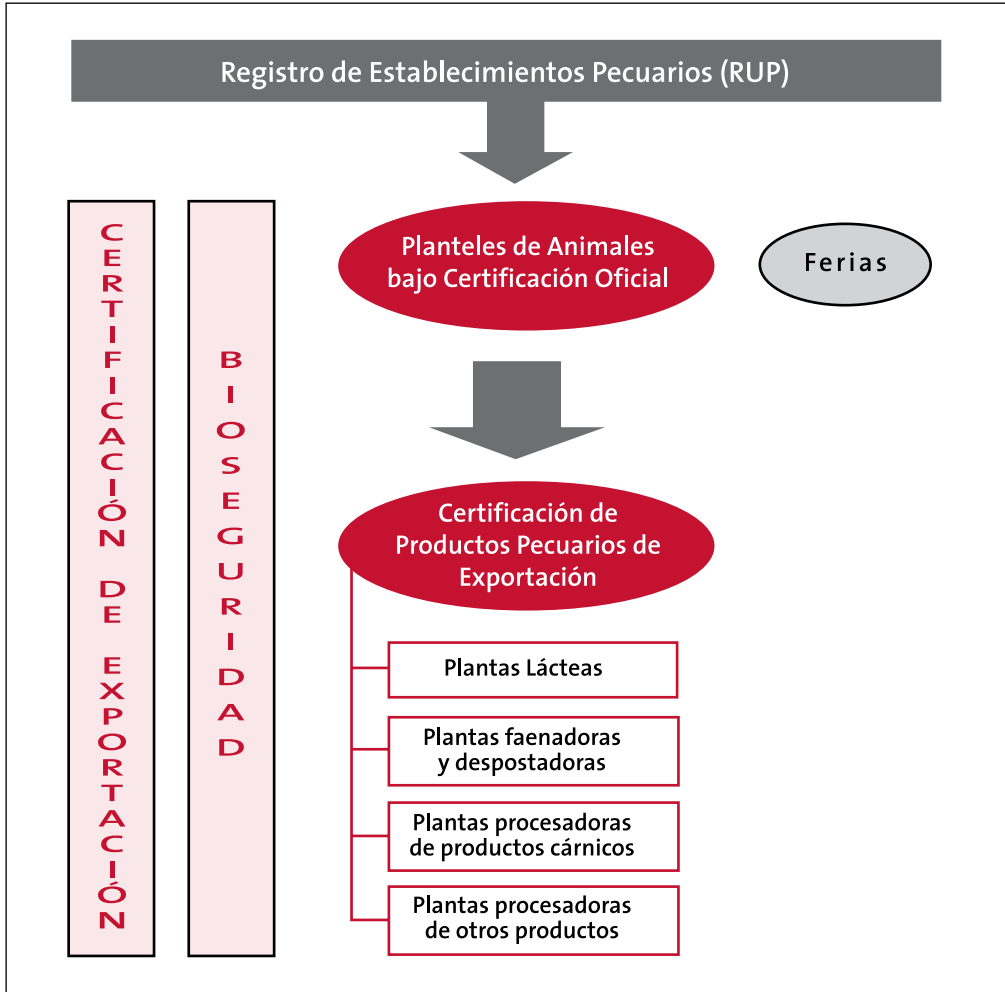 Registro de Establecimientos Pecuarios (RUP)
CERTIFICACIÓN DE EXPORTACIÓN
BIOSEGURIDAD
Planteles de Animales
bajo Certificación Oficial
Ferias
Certificación de
Productos Pecuarios de
Exportación
Plantas Lácteas
Plantas faenadoras
y despostadoras
Plantas procesadoras
de productos cárnicos
Plantas procesadoras
de otros productos